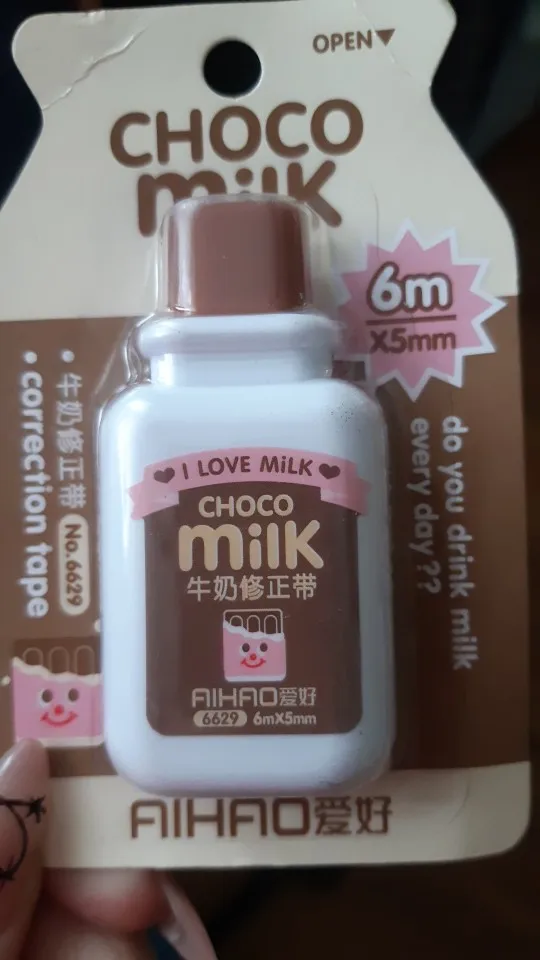 OPEN▼
CHOCO
milK
6m
X5mm
do you drink milk
every day??
• 牛奶修正带 No.6629
• correction tape
I LOVE MiLK
CHOCO
milK
牛奶修正带
AIHAO爱好
6629 6mX5mm
AIHAO爱好